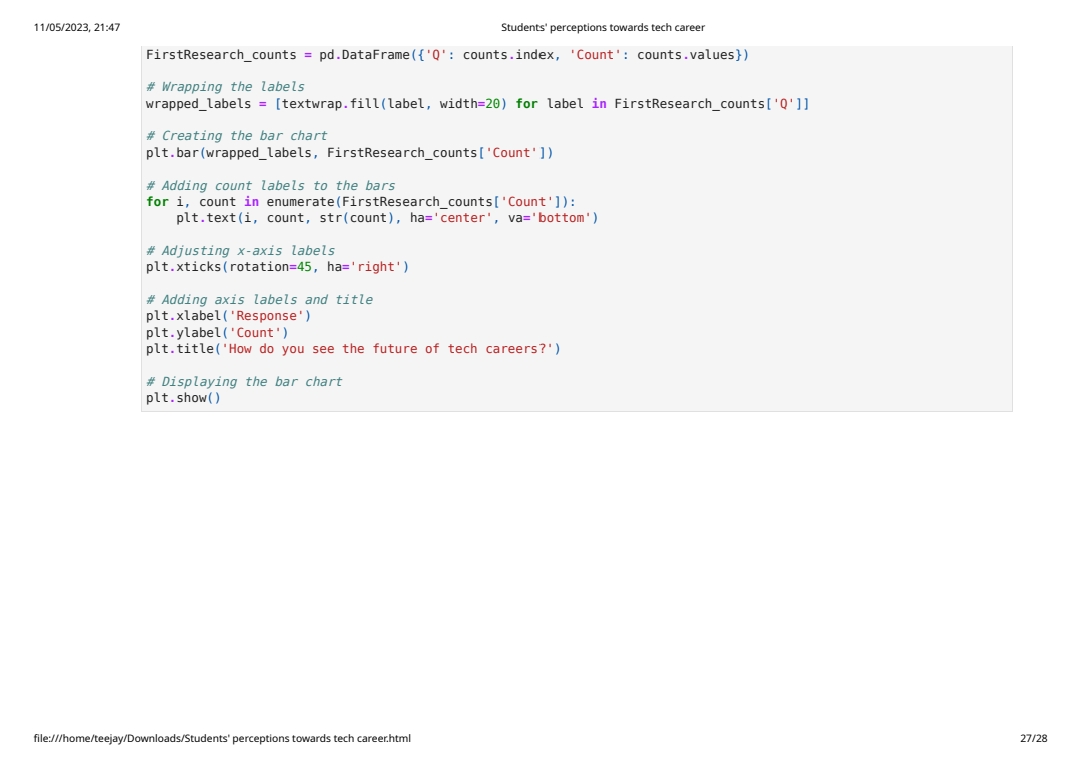 11/05/2023, 21:47 Students' perceptions towards tech career
FirstResearch_counts = pd.DataFrame({'Q': counts.index, 'Count': counts.values})
# Wrapping the labels
wrapped_labels = [textwrap.fill(label, width=20) for label in FirstResearch_counts['Q']]
# Creating the bar chart
plt.bar(wrapped_labels, FirstResearch_counts['Count'])
# Adding count labels to the bars
for i, count in enumerate(FirstResearch_counts['Count']):
    plt.text(i, count, str(count), ha='center', va='bottom')
# Adjusting x-axis labels
plt.xticks(rotation=45, ha='right')
# Adding axis labels and title
plt.xlabel('Response')
plt.ylabel('Count')
plt.title('How do you see the future of tech careers?')
# Displaying the bar chart
plt.show()
file:///home/teejay/Downloads/Students' perceptions towards tech career.html 27/28